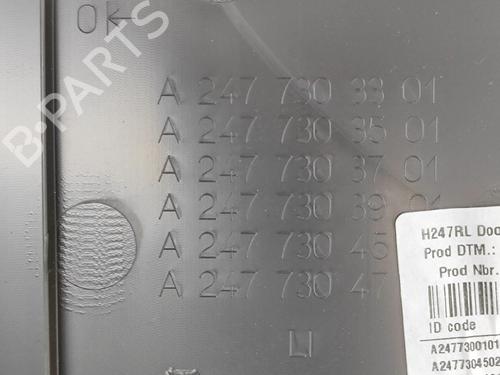 OK
A 247 730 33 01
A 247 730 35 01
A 247 730 37 01
A 247 730 39 01
A 247 730 45
A 247 730 47
LI
B-PARTS
H247RL Doo
Prod DTM.:
Prod Nbr.
ID code
A2477300101
A2477304502